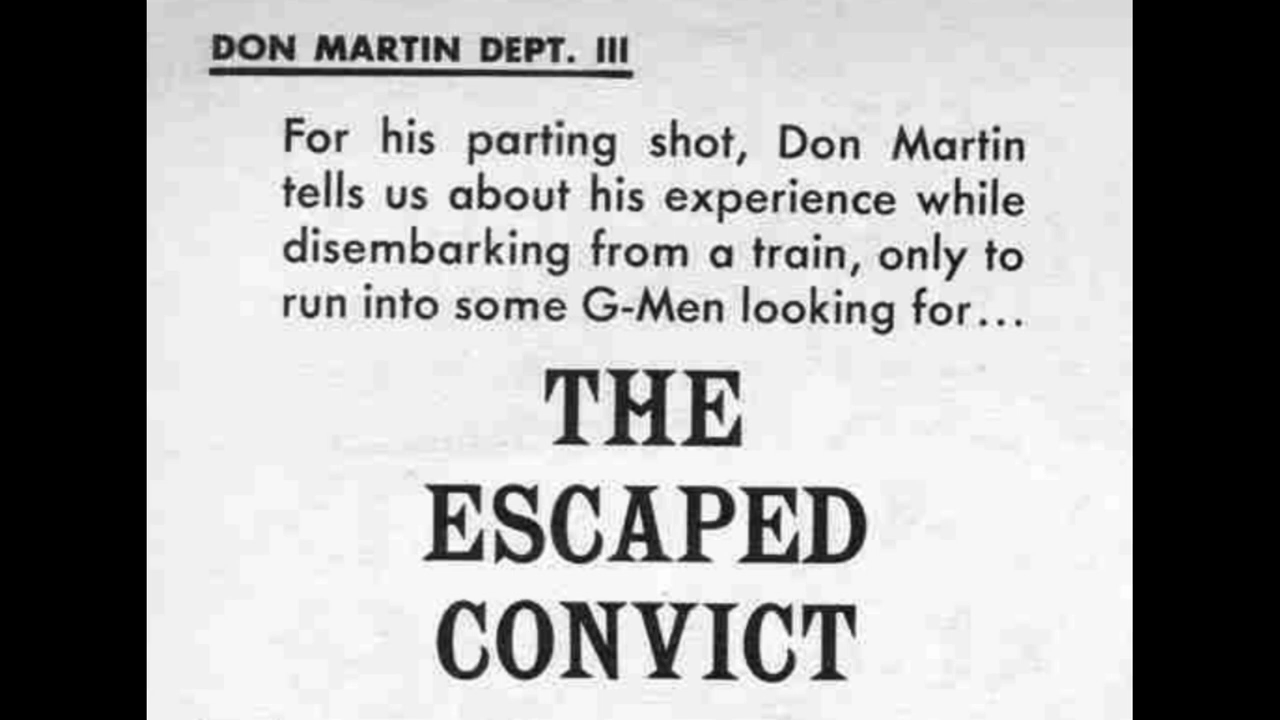 DON MARTIN DEPT. III
For his parting shot, Don Martin
tells us about his experience while
disembarking from a train, only to
run into some G-Men looking for...
THE
ESCAPED
CONVICT